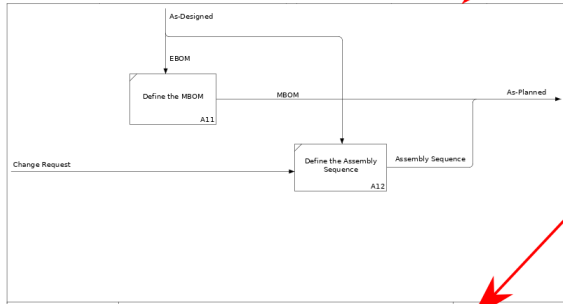 As-Designed
EBOM
Define the MBOM
A11
MBOM
As-Planned
Change Request
Define the Assembly
Sequence
A12
Assembly Sequence